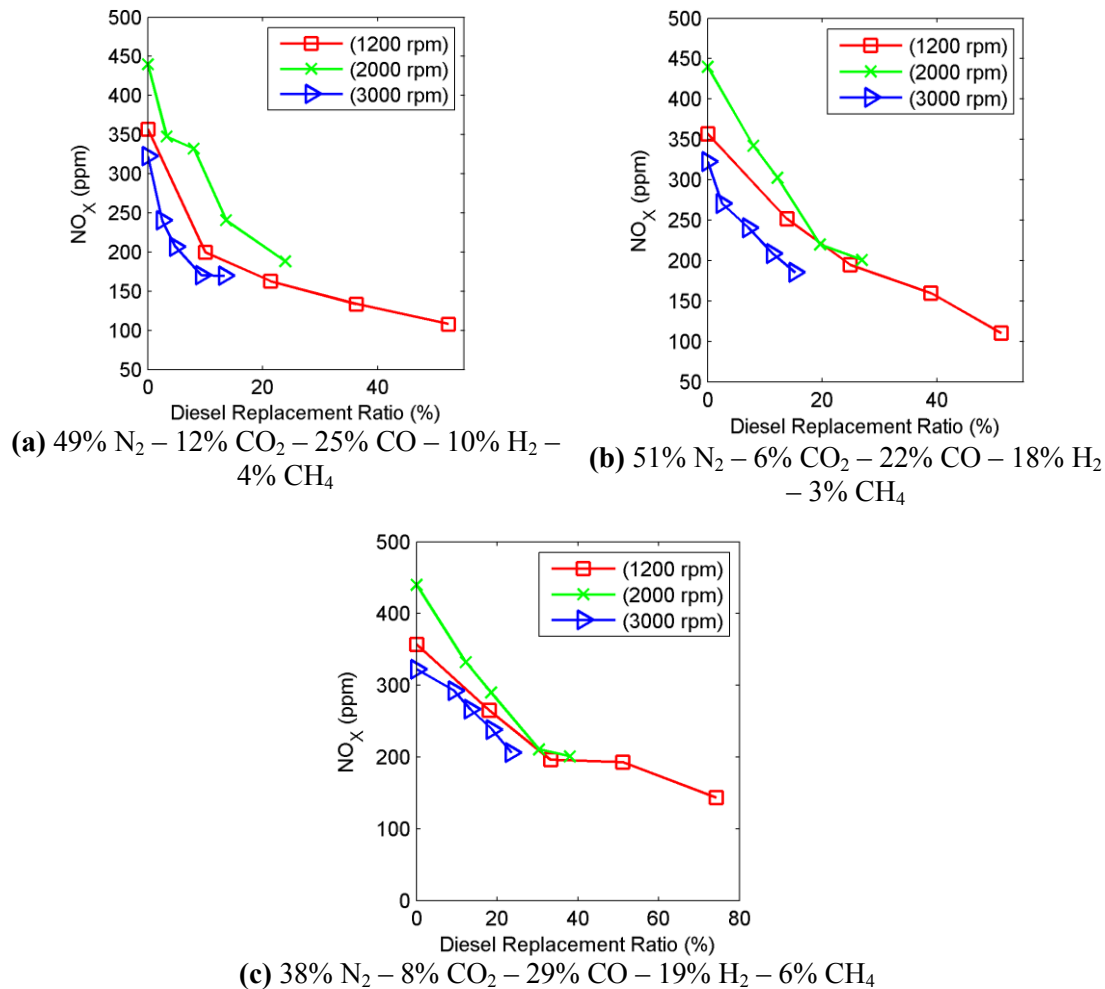 500
450
400
350
300
250
200
150
100
50
NOX (ppm)
(1200 rpm)
(2000 rpm)
(3000 rpm)
0 20 40
Diesel Replacement Ratio (%)
(a) 49% N₂ – 12% CO₂ – 25% CO – 10% H₂ –
4% CH₄
500
450
400
350
300
250
200
150
100
50
NOX (ppm)
(1200 rpm)
(2000 rpm)
(3000 rpm)
0 20 40
Diesel Replacement Ratio (%)
(b) 51% N₂ – 6% CO₂ – 22% CO – 18% H₂
– 3% CH₄
500
400
300
200
100
0
NOX (ppm)
(1200 rpm)
(2000 rpm)
(3000 rpm)
0 20 40 60 80
Diesel Replacement Ratio (%)
(c) 38% N₂ – 8% CO₂ – 29% CO – 19% H₂ – 6% CH₄